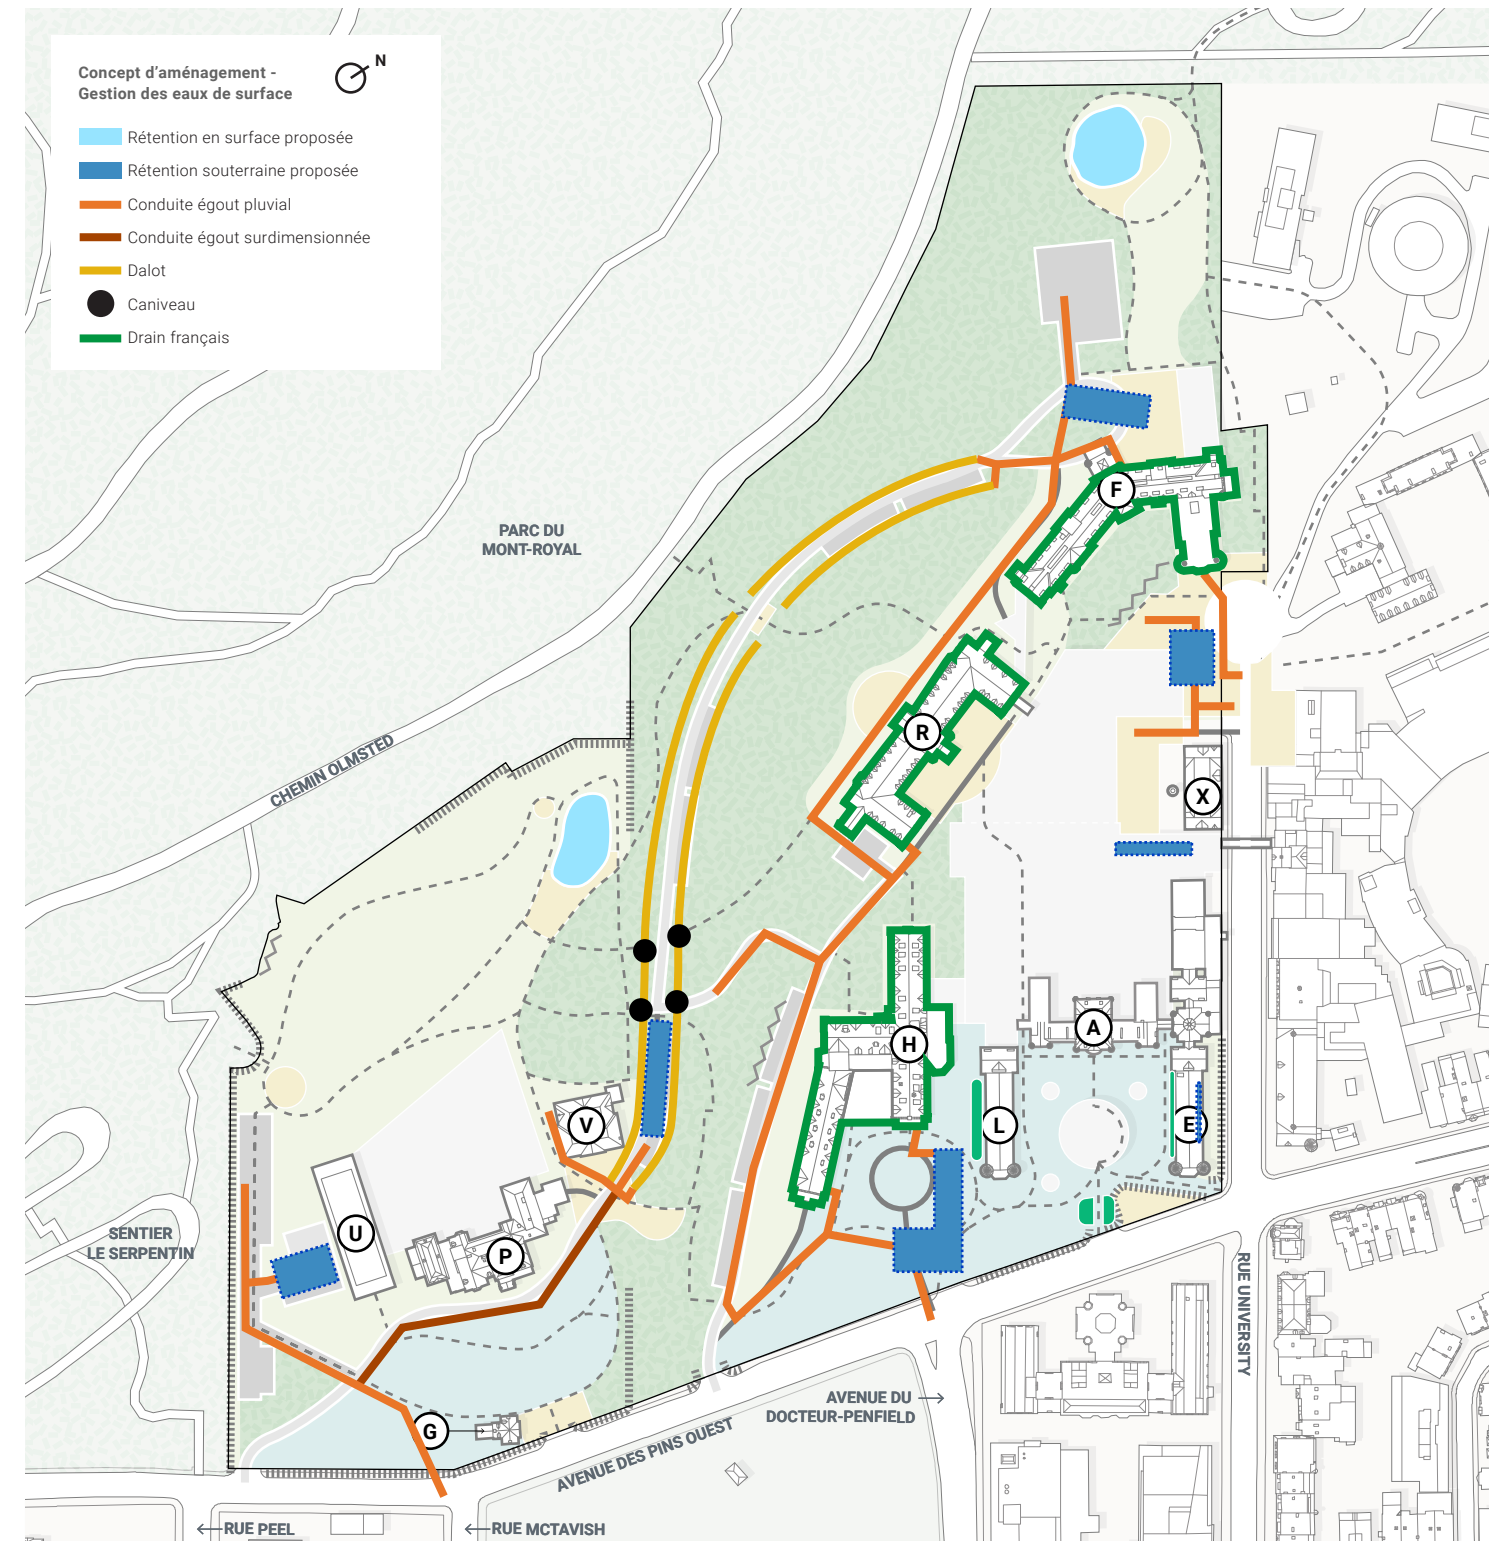 Concept d’aménagement -
Gestion des eaux de surface
N
Rétention en surface proposée
Rétention souterraine proposée
Conduite égout pluvial
Conduite égout surdimensionnée
Dalot
Caniveau
Drain français
PARC DU
MONT-ROYAL
CHEMIN OLMSTED
SENTIER
LE SERPENTIN
F
R
X
H
A
L
E
V
U
P
G
RUE UNIVERSITY
AVENUE DU
DOCTEUR-PENFIELD
AVENUE DES PINS OUEST
RUE PEEL
RUE MCTAVISH